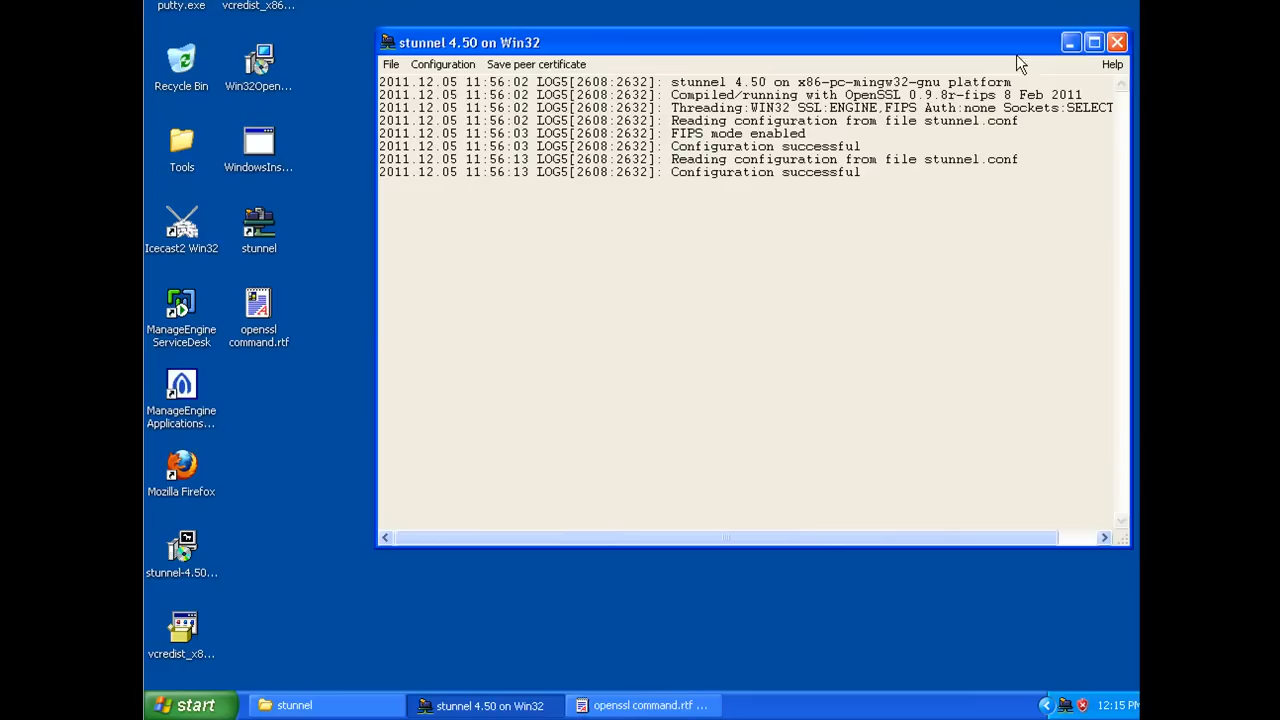 putty.exe
vcredist_x86...
Recycle Bin
Win32Open...
Tools
WindowsIns...
Icecast2 Win32
stunnel
ManageEngine
ServiceDesk
openssl
command.rtf
ManageEngine
Applications...
Mozilla Firefox
stunnel-4.50...
vcredist_x8...
stunnel 4.50 on Win32
File Configuration Save peer certificate Help
2011.12.05 11:56:02 LOG5[2608:2632]: stunnel 4.50 on x86-pc-mingw32-gnu platform
2011.12.05 11:56:02 LOG5[2608:2632]: Compiled/running with OpenSSL 0.9.8r-fips 8 Feb 2011
2011.12.05 11:56:02 LOG5[2608:2632]: Threading:WIN32 SSL:ENGINE,FIPS Auth:none Sockets:SELECT
2011.12.05 11:56:02 LOG5[2608:2632]: Reading configuration from file stunnel.conf
2011.12.05 11:56:03 LOG5[2608:2632]: FIPS mode enabled
2011.12.05 11:56:03 LOG5[2608:2632]: Configuration successful
2011.12.05 11:56:13 LOG5[2608:2632]: Reading configuration from file stunnel.conf
2011.12.05 11:56:13 LOG5[2608:2632]: Configuration successful
start
stunnel
stunnel 4.50 on Win32
openssl command.rtf ...
12:15 PM